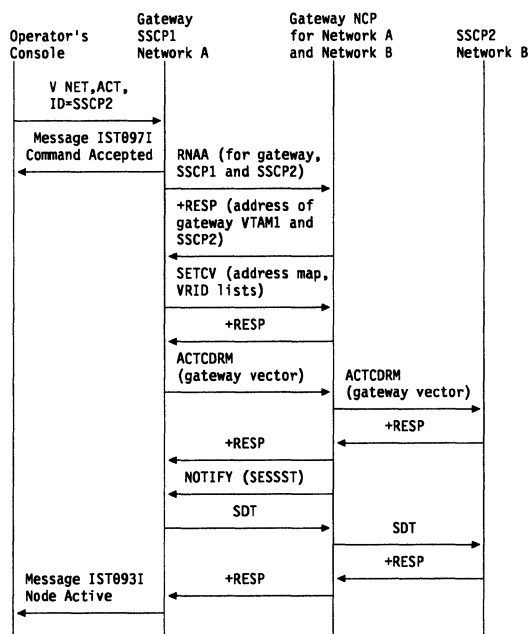 Operator's
Console
Gateway
SSCP1
Network A
Gateway NCP
for Network A
and Network B
SSCP2
Network B
V NET,ACT,
ID=SSCP2
Message IST097I
Command Accepted
RNAA (for gateway,
SSCP1 and SSCP2)
+RESP (address of
gateway VTAM1 and
SSCP2)
SETCV (address map,
VRID lists)
+RESP
ACTCDRM
(gateway vector)
ACTCDRM
(gateway vector)
+RESP
+RESP
NOTIFY (SESSST)
SDT
SDT
+RESP
+RESP
Message IST093I
Node Active